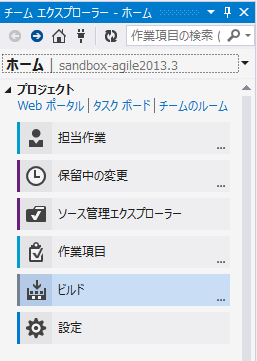 チーム エクスプローラー - ホーム
作業項目の検索 (
ホーム | sandbox-agile2013.3
プロジェクト
Web ポータル | タスク ボード | チームのルーム
担当作業
...
保留中の変更
...
ソース管理エクスプローラー
作業項目
...
ビルド
...
設定